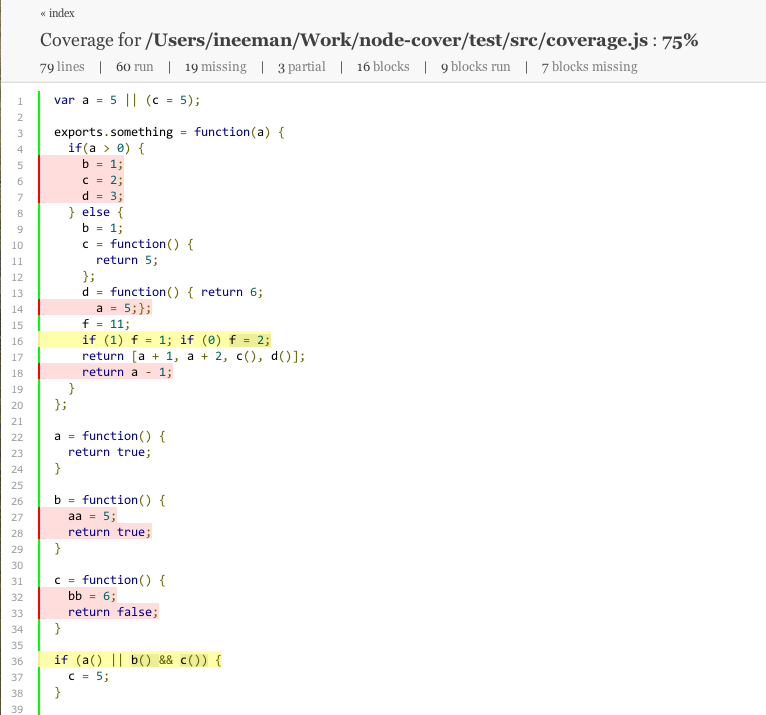 « index
Coverage for /Users/ineeman/Work/node-cover/test/src/coverage.js : 75%
79 lines | 60 run | 19 missing | 3 partial | 16 blocks | 9 blocks run | 7 blocks missing
1 var a = 5 || (c = 5);
2
3 exports.something = function(a) {
4 if(a > 0) {
5 b = 1;
6 c = 2;
7 d = 3;
8 } else {
9 b = 1;
10 c = function() {
11 return 5;
12 };
13 d = function() { return 6;
14 a = 5;};
15 f = 11;
16 if (1) f = 1; if (0) f = 2;
17 return [a + 1, a + 2, c(), d()];
18 return a - 1;
19 }
20 };
21
22 a = function() {
23 return true;
24 }
25
26 b = function() {
27 aa = 5;
28 return true;
29 }
30
31 c = function() {
32 bb = 6;
33 return false;
34 }
35
36 if (a() || b() && c()) {
37 c = 5;
38 }
39